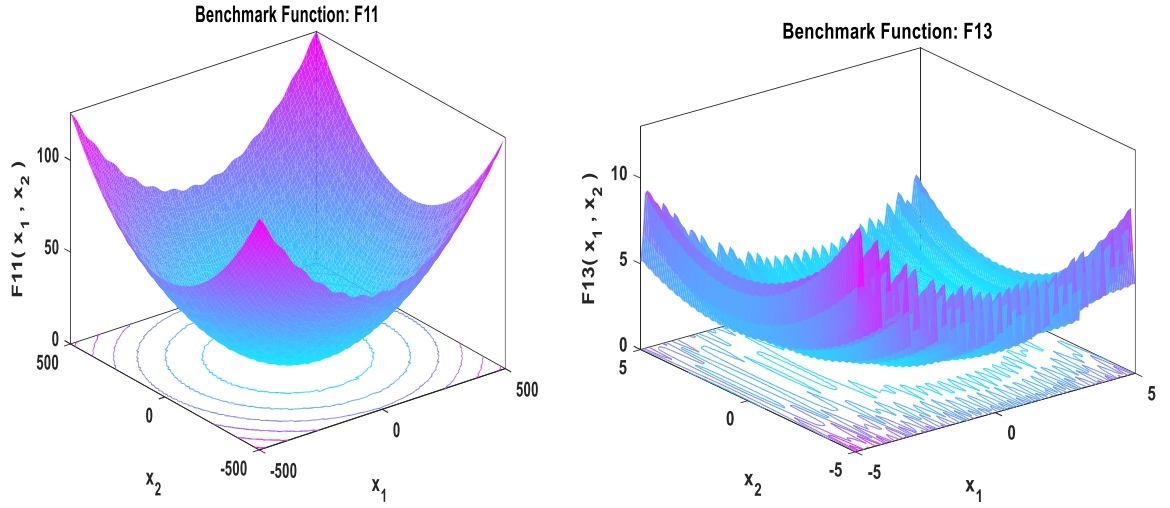 Benchmark Function: F11
F11( x1 , x2 )
100
50
0
500
0
-500
x2
-500
0
500
x1
Benchmark Function: F13
F13( x1 , x2 )
10
5
0
5
0
-5
x2
-5
0
5
x1